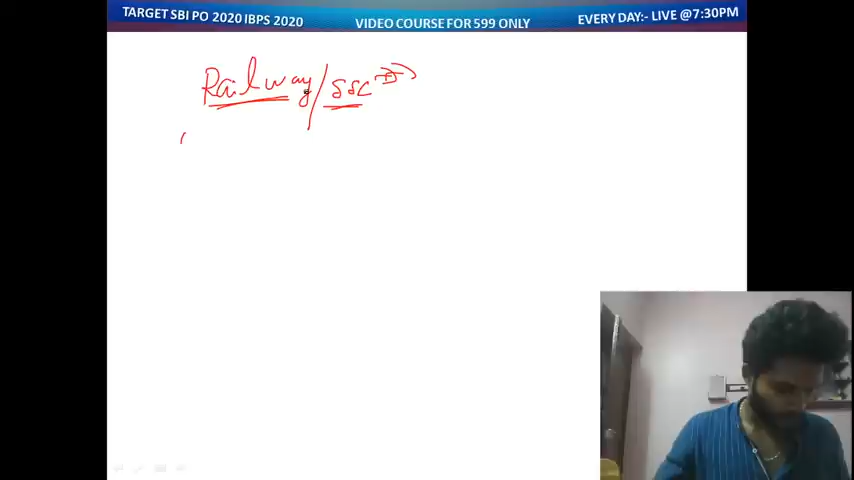 TARGET SBI PO 2020 IBPS 2020 VIDEO COURSE FOR 599 ONLY EVERY DAY:- LIVE @7:30PM
Railway/SSC